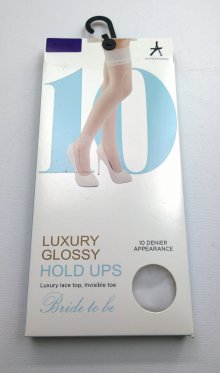 10
LUXURY
GLOSSY
HOLD UPS
10 DENIER
APPEARANCE
Luxury lace top, Invisible toe
Bride to be